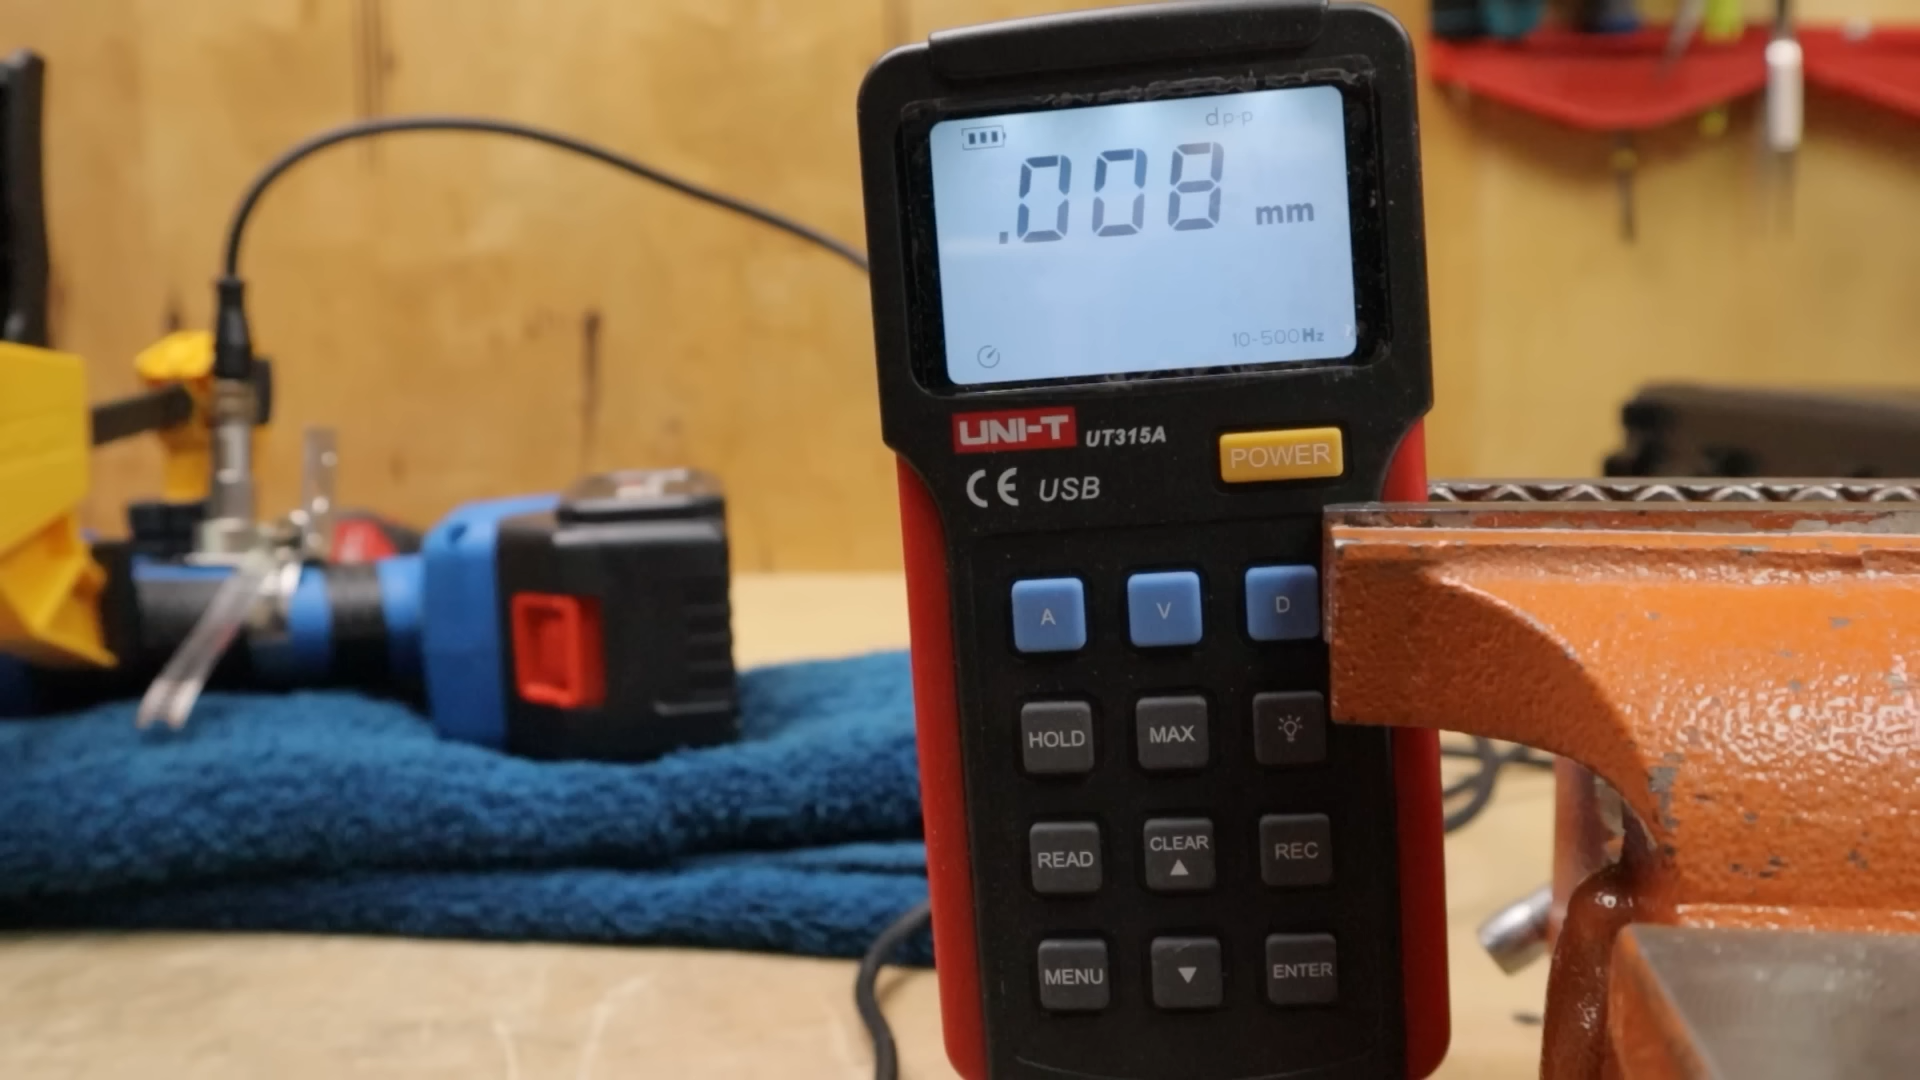 dp-p
.008 mm
10-500Hz
UNI-T UT315A
POWER
CE USB
A V D
HOLD MAX
READ CLEAR ▲ REC
MENU ▼ ENTER